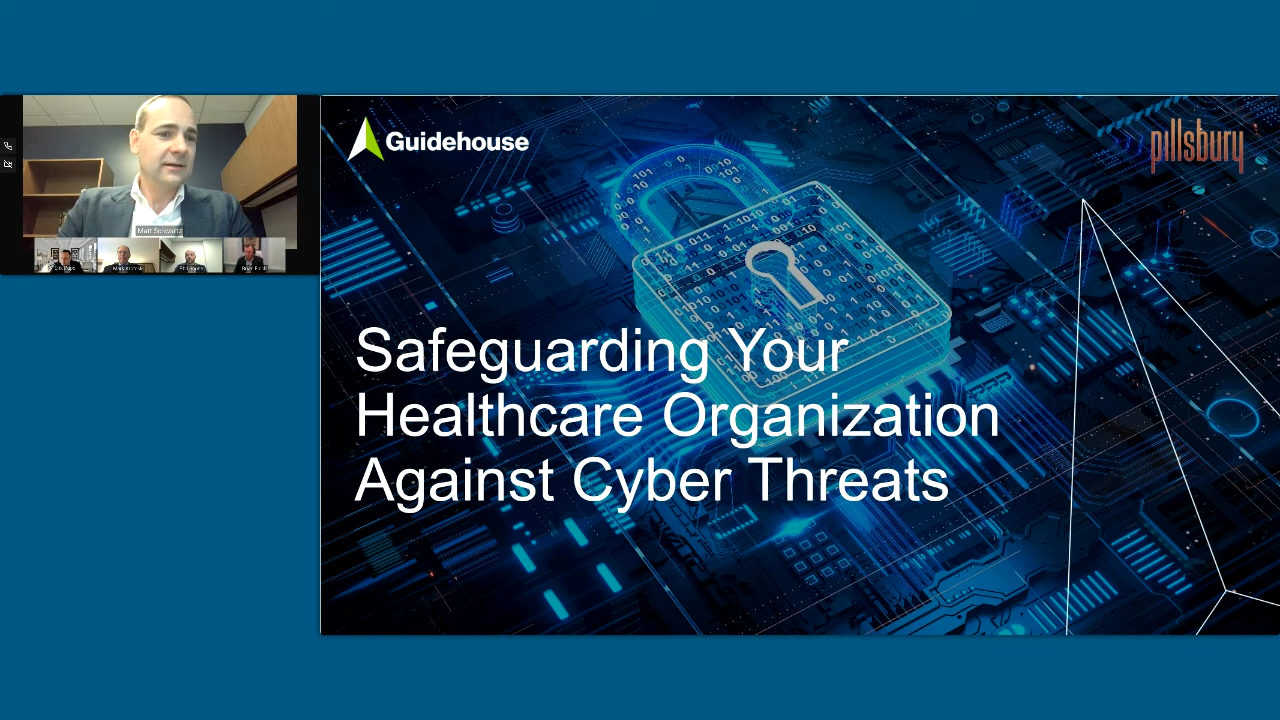 Guidehouse
pillsbury
Safeguarding Your
Healthcare Organization
Against Cyber Threats
Matt Schwartz